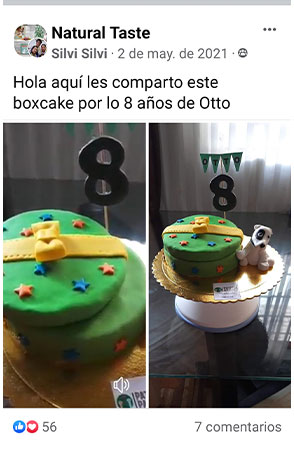 Natural Taste
Silvi Silvi · 2 de may. de 2021 ·
Hola aquí les comparto este
boxcake por lo 8 años de Otto
8
8
56
7 comentarios